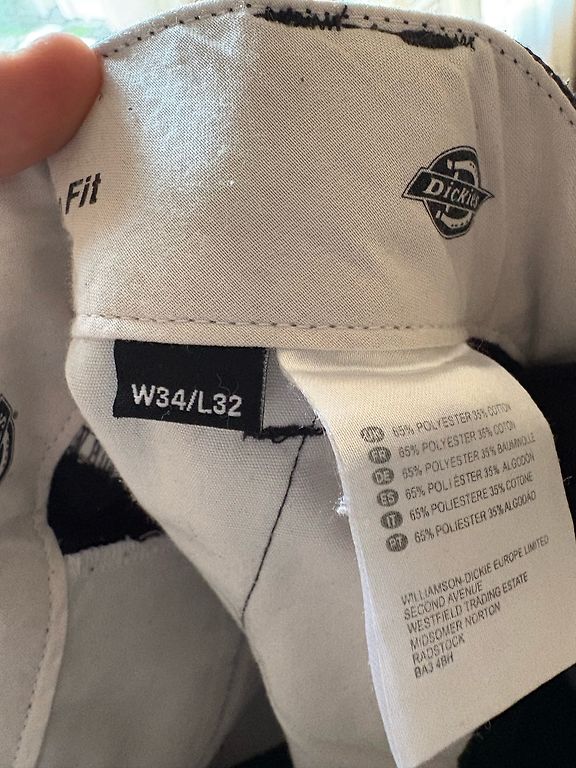 Fit
Dickies
W34/L32
UK 65% POLYESTER 35% COTTON
FR 65% POLYESTER 35% COTON
DE 65% POLYESTER 35% BAUMWOLLE
ES 65% POLIÉSTER 35% ALGODÓN
IT 65% POLIESTERE 35% COTONE
PT 65% POLIESTER 35% ALGODAO
WILLIAMSON-DICKIE EUROPE LIMITED
SECOND AVENUE
WESTFIELD TRADING ESTATE
MIDSOMER NORTON
RADSTOCK
BA3 4BH